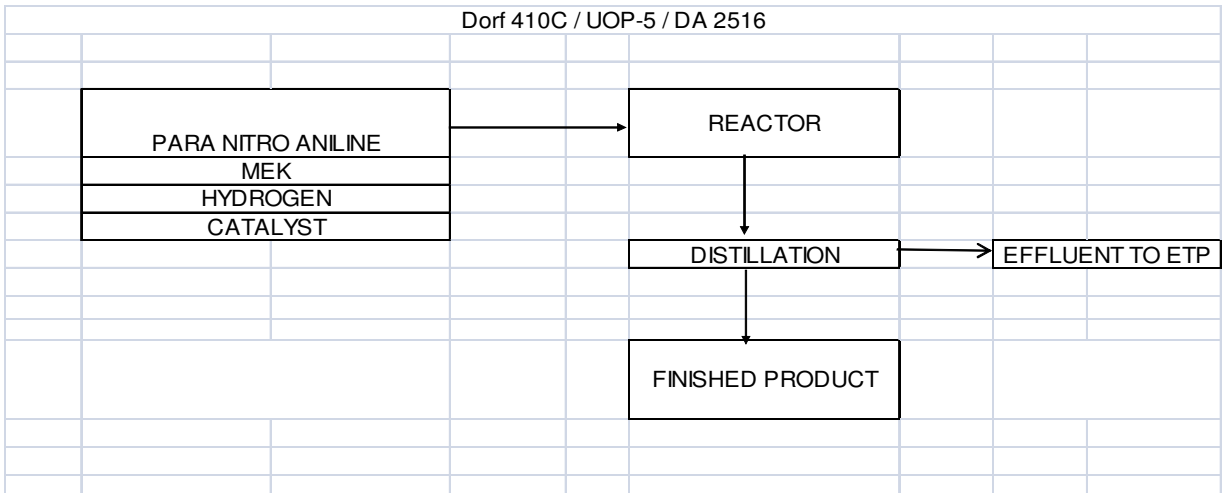 Dorf 410C / UOP-5 / DA 2516
PARA NITRO ANILINE
MEK
HYDROGEN
CATALYST
REACTOR
DISTILLATION
EFFLUENT TO ETP
FINISHED PRODUCT